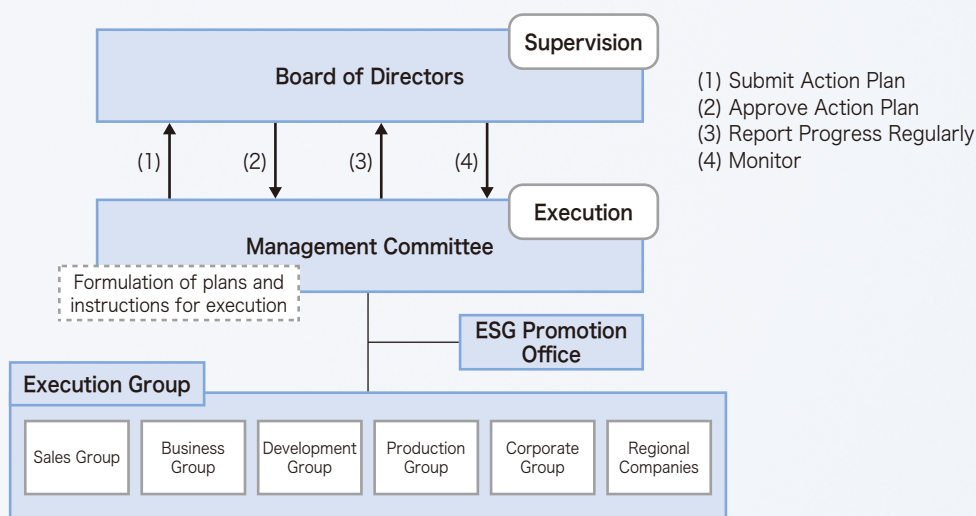 Supervision
Board of Directors
(1) Submit Action Plan
(2) Approve Action Plan
(3) Report Progress Regularly
(4) Monitor
(1)
(2)
(3)
(4)
Execution
Management Committee
Formulation of plans and
instructions for execution
ESG Promotion
Office
Execution Group
Sales Group
Business
Group
Development
Group
Production
Group
Corporate
Group
Regional
Companies